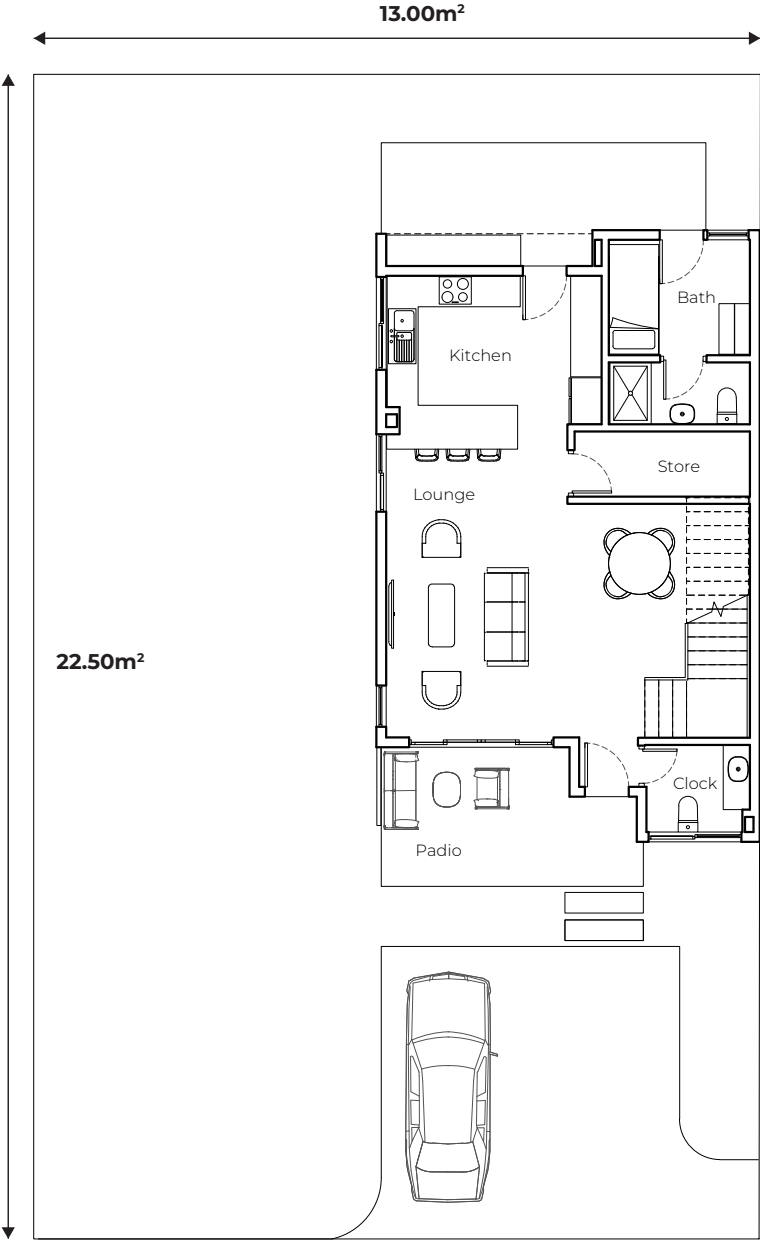 13.00m²
Bath
Kitchen
Store
Lounge
22.50m²
Clock
Padio